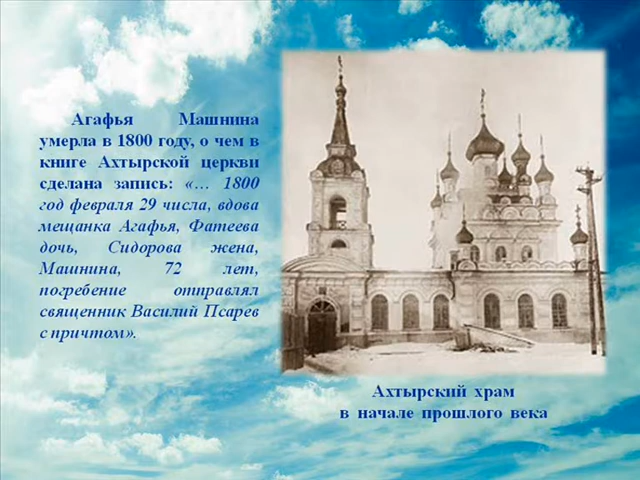 Агафья Машнина
умерла в 1800 году, о чем в
книге Ахтырской церкви
сделана запись: «… 1800
год февраля 29 числа, вдова
мещанка Агафья, Фатеева
дочь, Сидорова жена,
Машнина, 72 лет,
погребение отправлял
священник Василий Псарев
с причтом».
Ахтырский храм
в начале прошлого века